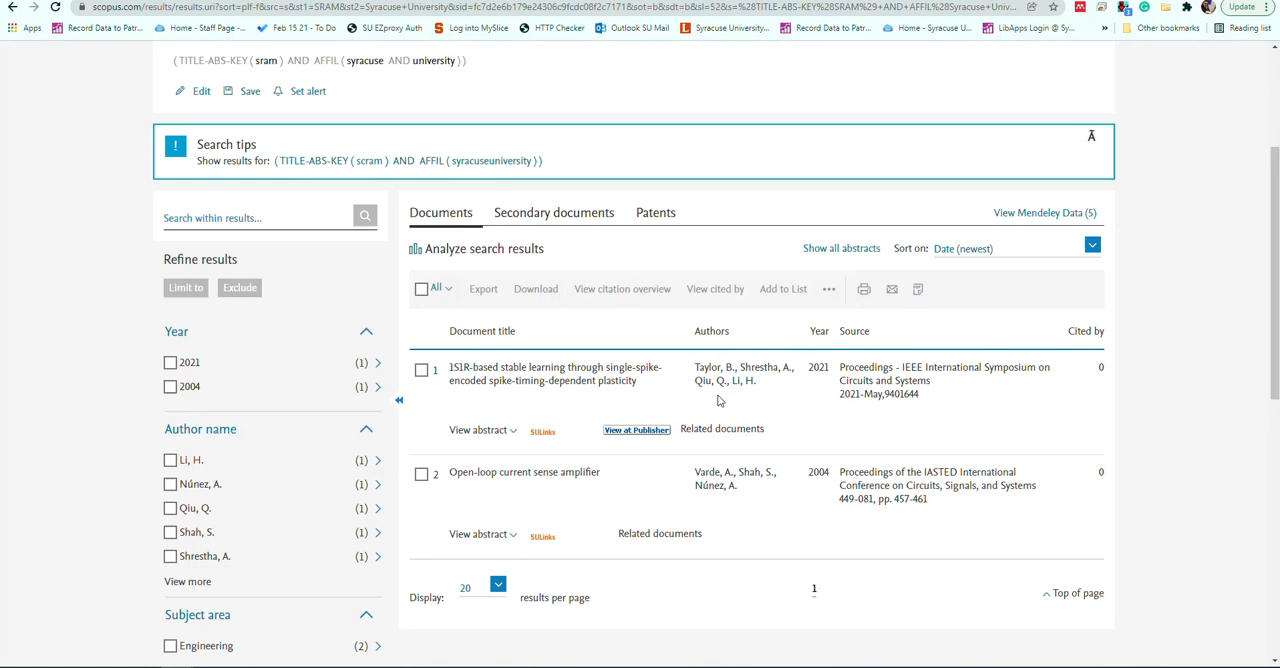 scopus.com/results/results.uri?sort=plf-f&src=s&st1=SRAM&st2=Syracuse+University&sid=fc7d2e6b179e24306c9fcdc08f2c7171&sot=b&sdt=b&sl=52&s=%28TITLE-ABS-KEY%28SRAM%29+AND+AFFIL%28Syracuse+Univ... Update
Apps Record Data to Patr... Home - Staff Page -... Feb 15 21 - To Do SU EZproxy Auth Log into MySlice HTTP Checker Outlook SU Mail Syracuse University... Record Data to Patr... Home - Syracuse U... LibApps Login @ Sy... » Other bookmarks Reading list
( TITLE-ABS-KEY ( sram ) AND AFFIL ( syracuse AND university ) )
Edit Save Set alert
! Search tips Ã
Show results for: ( TITLE-ABS-KEY ( scram ) AND AFFIL ( syracuseuniversity ) )
Search within results...
Refine results
Limit to Exclude
Year
2021 (1)
2004 (1)
Author name
Li, H. (1)
Núnez, A. (1)
Qiu, Q. (1)
Shah, S. (1)
Shrestha, A. (1)
View more
Subject area
Engineering (2)
Documents Secondary documents Patents View Mendeley Data (5)
Analyze search results Show all abstracts Sort on: Date (newest)
All Export Download View citation overview View cited by Add to List •••
Document title Authors Year Source Cited by
1 1S1R-based stable learning through single-spike- Taylor, B., Shrestha, A., 2021 Proceedings - IEEE International Symposium on 0
encoded spike-timing-dependent plasticity Qiu, Q., Li, H. Circuits and Systems
2021-May,9401644
View abstract SULinks View at Publisher Related documents
2 Open-loop current sense amplifier Varde, A., Shah, S., 2004 Proceedings of the IASTED International 0
Núnez, A. Conference on Circuits, Signals, and Systems
449-081, pp. 457-461
View abstract SULinks Related documents
Display: 20 results per page 1 Top of page